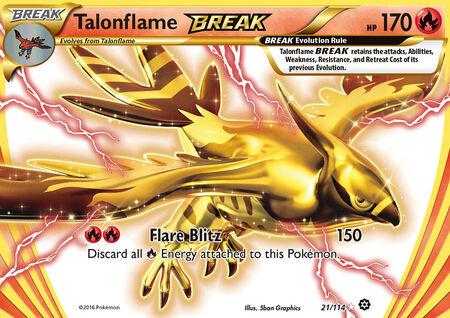 BREAK
Talonflame BREAK
HP 170
Evolves from Talonflame
BREAK Evolution Rule
Talonflame BREAK retains the attacks, Abilities,
Weakness, Resistance, and Retreat Cost of its
previous Evolution.
Flare Blitz 150
Discard all Energy attached to this Pokémon.
©2016 Pokémon
Illus. 5ban Graphics
21/114